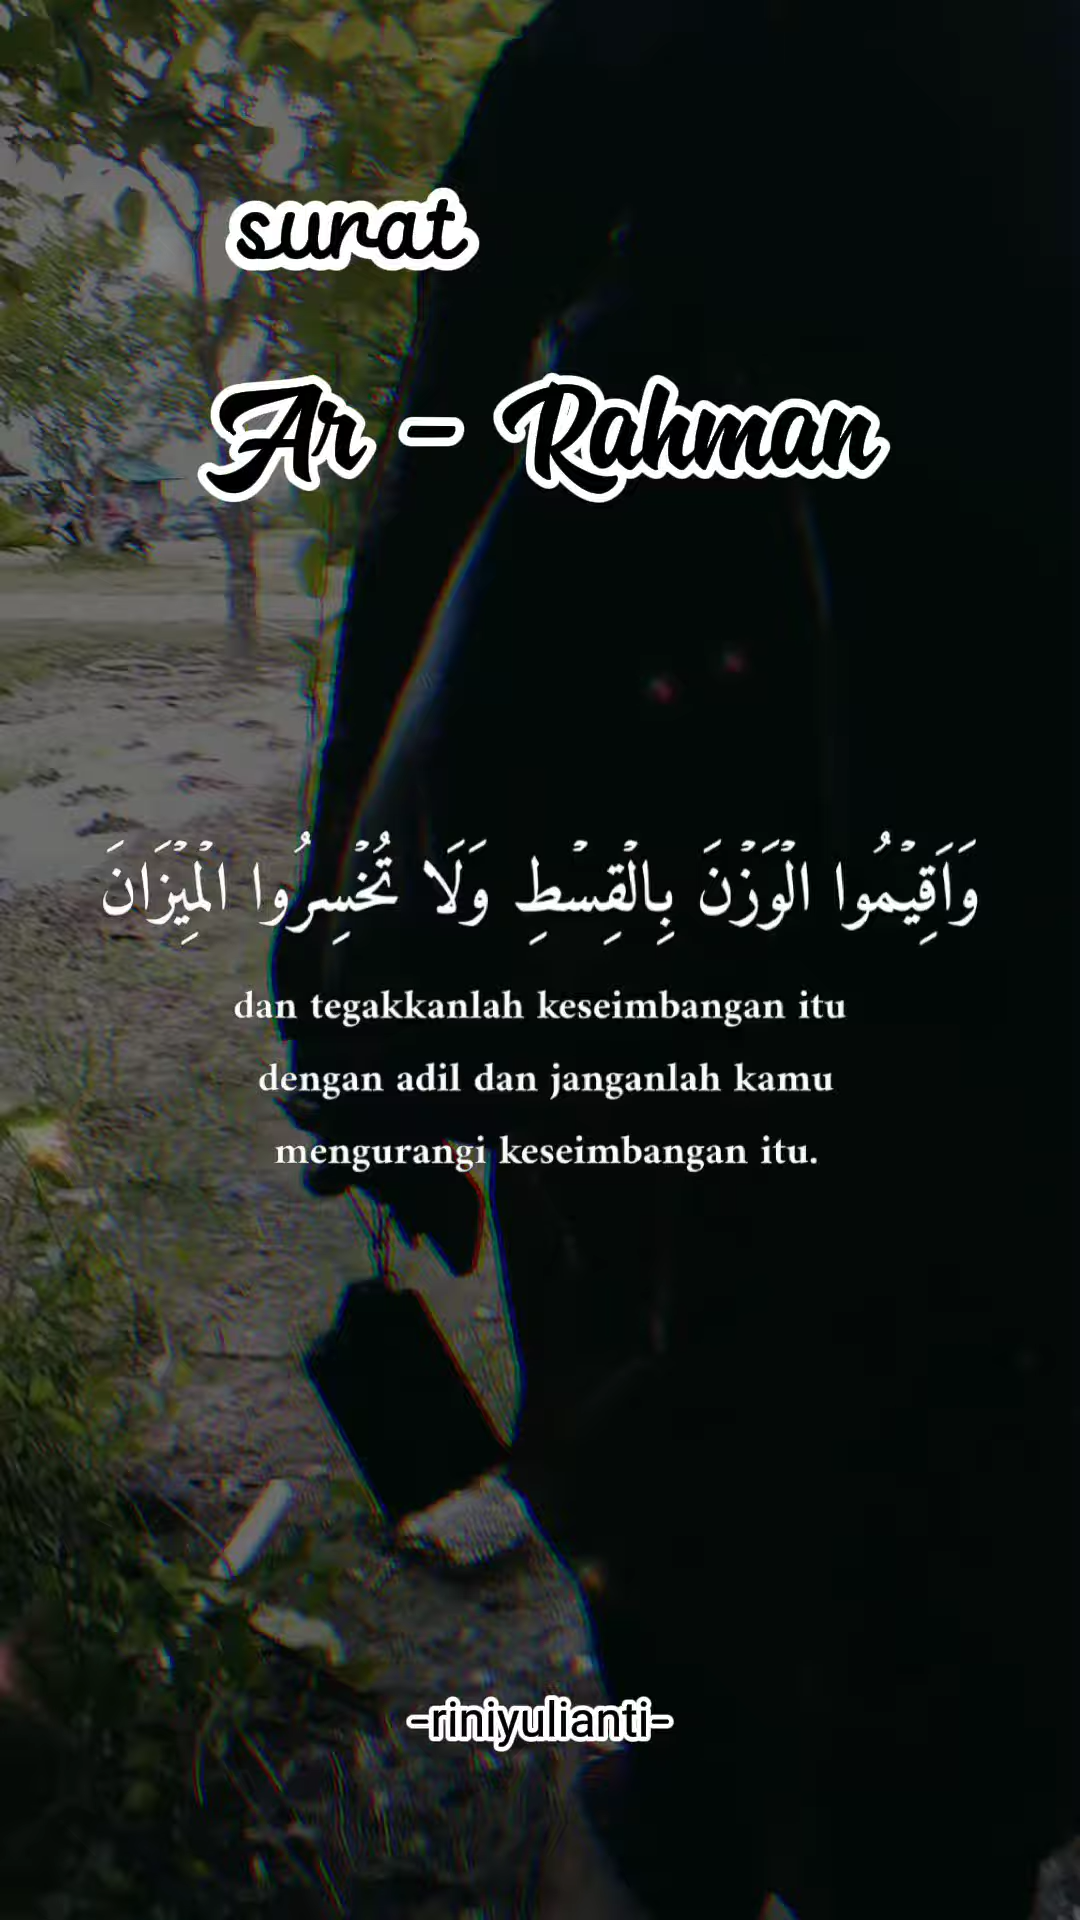 surat
Ar - Rahman
وَاَقِيْمُوا الْوَزْنَ بِالْقِسْطِ وَلَا تُخْسِرُوا الْمِيْزَانَ
dan tegakkanlah keseimbangan itu
dengan adil dan janganlah kamu
mengurangi keseimbangan itu.
-riniyulianti-